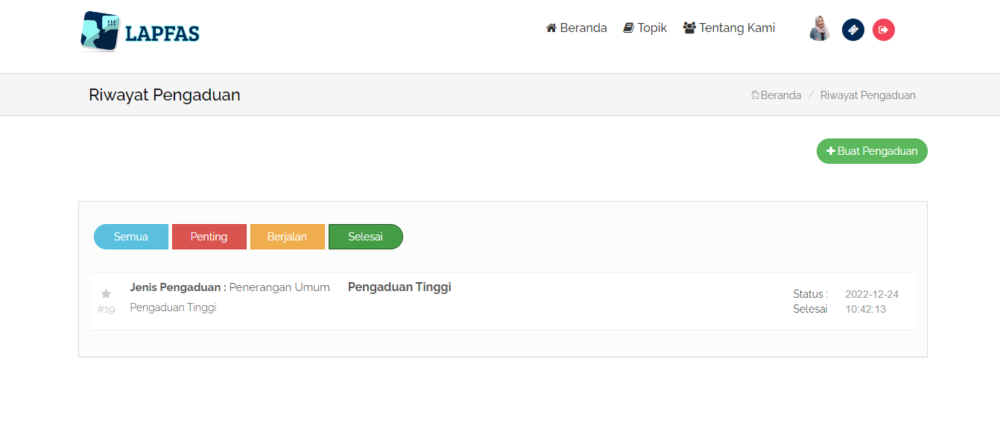 !!!
LAPFAS
Beranda Topik Tentang Kami
Riwayat Pengaduan
Beranda / Riwayat Pengaduan
Buat Pengaduan
Semua Penting Berjalan Selesai
Jenis Pengaduan : Penerangan Umum Pengaduan Tinggi
#19 Pengaduan Tinggi
Status : 2022-12-24
Selesai 10:42:13